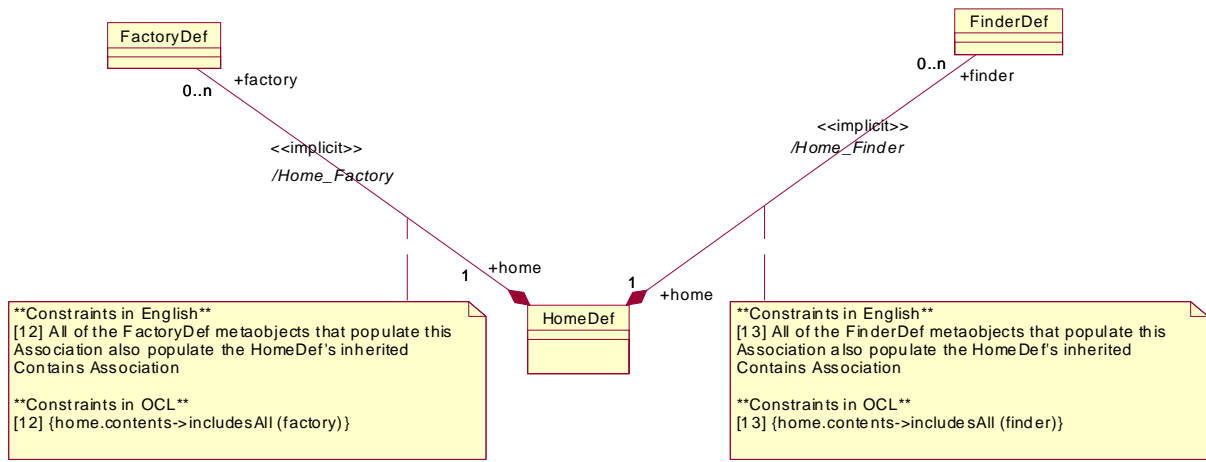 FactoryDef
FinderDef
+factory
0..n
0..n
+finder
<<implicit>>
/Home_Factory
<<implicit>>
/Home_Finder
1
+home
1
+home
HomeDef
**Constraints in English**
[12] All of the FactoryDef metaobjects that populate this
Association also populate the HomeDef's inherited
Contains Association
**Constraints in OCL**
[12] {home.contents->includesAll (factory)}
**Constraints in English**
[13] All of the FinderDef metaobjects that populate this
Association also populate the HomeDef's inherited
Contains Association
**Constraints in OCL**
[13] {home.contents->includesAll (finder)}